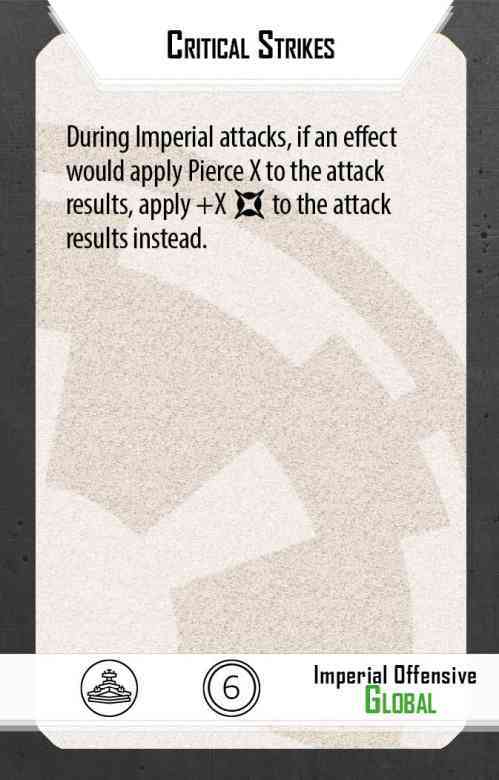 Critical Strikes
During Imperial attacks, if an effect
would apply Pierce X to the attack
results, apply +X to the attack
results instead.
6
Imperial Offensive
Global